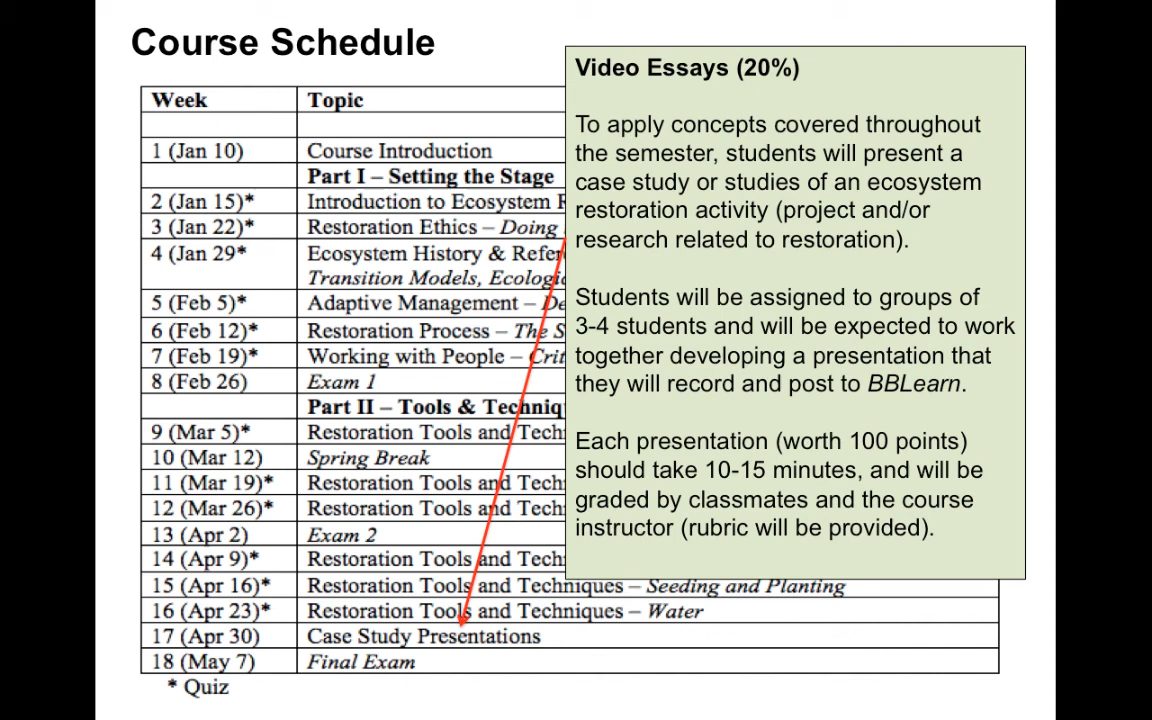 Course Schedule
Week Topic
1 (Jan 10) Course Introduction
Part I – Setting the Stage
2 (Jan 15)* Introduction to Ecosystem
3 (Jan 22)* Restoration Ethics – Doing
4 (Jan 29* Ecosystem History &
Transition Models,
5 (Feb 5)* Adaptive Management –
6 (Feb 12)* Restoration Process – The
7 (Feb 19)* Working with People –
8 (Feb 26) Exam 1
Part II – Tools &
9 (Mar 5)* Restoration Tools and
10 (Mar 12) Spring Break
11 (Mar 19)* Restoration Tools and
12 (Mar 26)* Restoration Tools and
13 (Apr 2) Exam 2
14 (Apr 9)* Restoration Tools and
15 (Apr 16)* Restoration Tools and Techniques – Seeding and Planting
16 (Apr 23)* Restoration Tools and Techniques – Water
17 (Apr 30) Case Study Presentations
18 (May 7) Final Exam
* Quiz
Video Essays (20%)
To apply concepts covered throughout
the semester, students will present a
case study or studies of an ecosystem
restoration activity (project and/or
research related to restoration).
Students will be assigned to groups of
3-4 students and will be expected to work
together developing a presentation that
they will record and post to BBLearn.
Each presentation (worth 100 points)
should take 10-15 minutes, and will be
graded by classmates and the course
instructor (rubric will be provided).